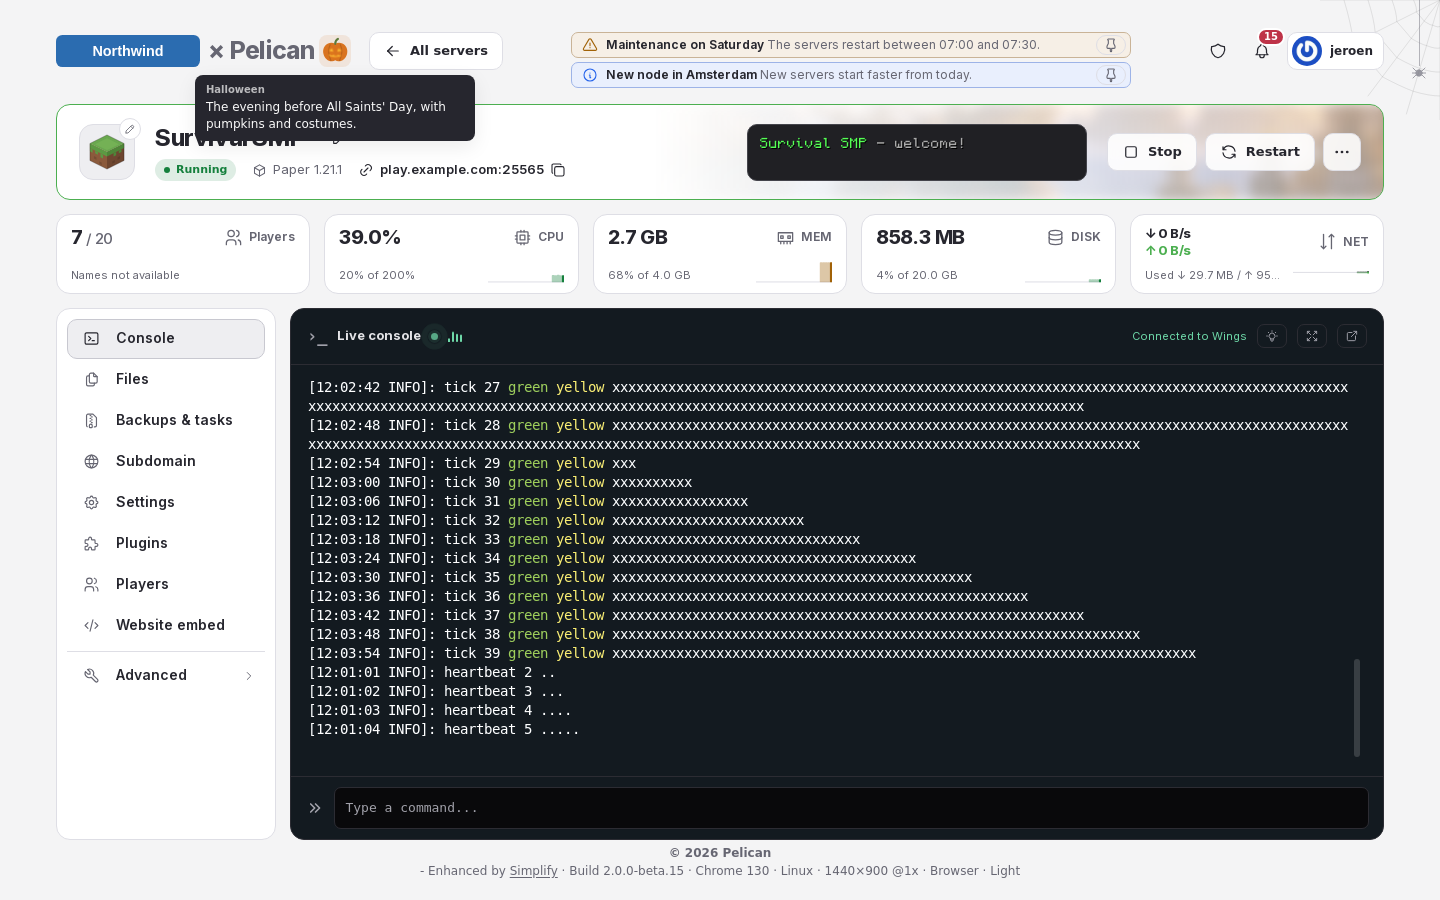 Northwind
× Pelican
All servers
Maintenance on Saturday The servers restart between 07:00 and 07:30.
New node in Amsterdam New servers start faster from today.
15
jeroen
Halloween
The evening before All Saints' Day, with
pumpkins and costumes.
Running
Paper 1.21.1
play.example.com:25565
Survival SMP – welcome!
Stop
Restart
7 / 20
Players
Names not available
39.0%
CPU
20% of 200%
2.7 GB
MEM
68% of 4.0 GB
858.3 MB
DISK
4% of 20.0 GB
↓ 0 B/s
↑ 0 B/s
NET
Used ↓ 29.7 MB / ↑ 95...
Console
Files
Backups & tasks
Subdomain
Settings
Plugins
Players
Website embed
Advanced
Live console
Connected to Wings
[12:02:42 INFO]: tick 27 green yellow xxxxxxxxxxxxxxxxxxxxxxxxxxxxxxxxxxxxxxxxxxxxxxxxxxxxxxxxxxxxxxxxxxxxxxxxxxxxxxxxxxxxxxxxxxxx
xxxxxxxxxxxxxxxxxxxxxxxxxxxxxxxxxxxxxxxxxxxxxxxxxxxxxxxxxxxxxxxxxxxxxxxxxxxxxxxxxxxxxxxxxxxxxxxxx
[12:02:48 INFO]: tick 28 green yellow xxxxxxxxxxxxxxxxxxxxxxxxxxxxxxxxxxxxxxxxxxxxxxxxxxxxxxxxxxxxxxxxxxxxxxxxxxxxxxxxxxxxxxxxxxxx
xxxxxxxxxxxxxxxxxxxxxxxxxxxxxxxxxxxxxxxxxxxxxxxxxxxxxxxxxxxxxxxxxxxxxxxxxxxxxxxxxxxxxxxxxxxxxxxxxxxxxxxx
[12:02:54 INFO]: tick 29 green yellow xxx
[12:03:00 INFO]: tick 30 green yellow xxxxxxxxxx
[12:03:06 INFO]: tick 31 green yellow xxxxxxxxxxxxxxxxx
[12:03:12 INFO]: tick 32 green yellow xxxxxxxxxxxxxxxxxxxxxxxx
[12:03:18 INFO]: tick 33 green yellow xxxxxxxxxxxxxxxxxxxxxxxxxxxxxxx
[12:03:24 INFO]: tick 34 green yellow xxxxxxxxxxxxxxxxxxxxxxxxxxxxxxxxxxxxxx
[12:03:30 INFO]: tick 35 green yellow xxxxxxxxxxxxxxxxxxxxxxxxxxxxxxxxxxxxxxxxxxxxx
[12:03:36 INFO]: tick 36 green yellow xxxxxxxxxxxxxxxxxxxxxxxxxxxxxxxxxxxxxxxxxxxxxxxxxxxx
[12:03:42 INFO]: tick 37 green yellow xxxxxxxxxxxxxxxxxxxxxxxxxxxxxxxxxxxxxxxxxxxxxxxxxxxxxxxxxxx
[12:03:48 INFO]: tick 38 green yellow xxxxxxxxxxxxxxxxxxxxxxxxxxxxxxxxxxxxxxxxxxxxxxxxxxxxxxxxxxxxxxxxxx
[12:03:54 INFO]: tick 39 green yellow xxxxxxxxxxxxxxxxxxxxxxxxxxxxxxxxxxxxxxxxxxxxxxxxxxxxxxxxxxxxxxxxxxxxxxxxx
[12:01:01 INFO]: heartbeat 2 ..
[12:01:02 INFO]: heartbeat 3 ...
[12:01:03 INFO]: heartbeat 4 ....
[12:01:04 INFO]: heartbeat 5 .....
Type a command...
© 2026 Pelican
- Enhanced by Simplify · Build 2.0.0-beta.15 · Chrome 130 · Linux · 1440×900 @1x · Browser · Light